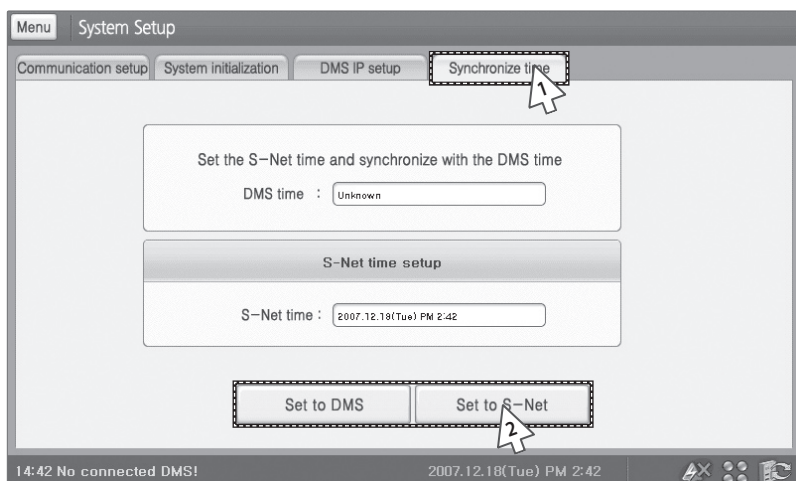 Menu System Setup
Communication setup System initialization DMS IP setup Synchronize time
1
Set the S-Net time and synchronize with the DMS time
DMS time : Unknown
S-Net time setup
S-Net time : 2007.12.18(Tue) PM 2:42
Set to DMS Set to S-Net
2
14:42 No connected DMS! 2007.12.18(Tue) PM 2:42